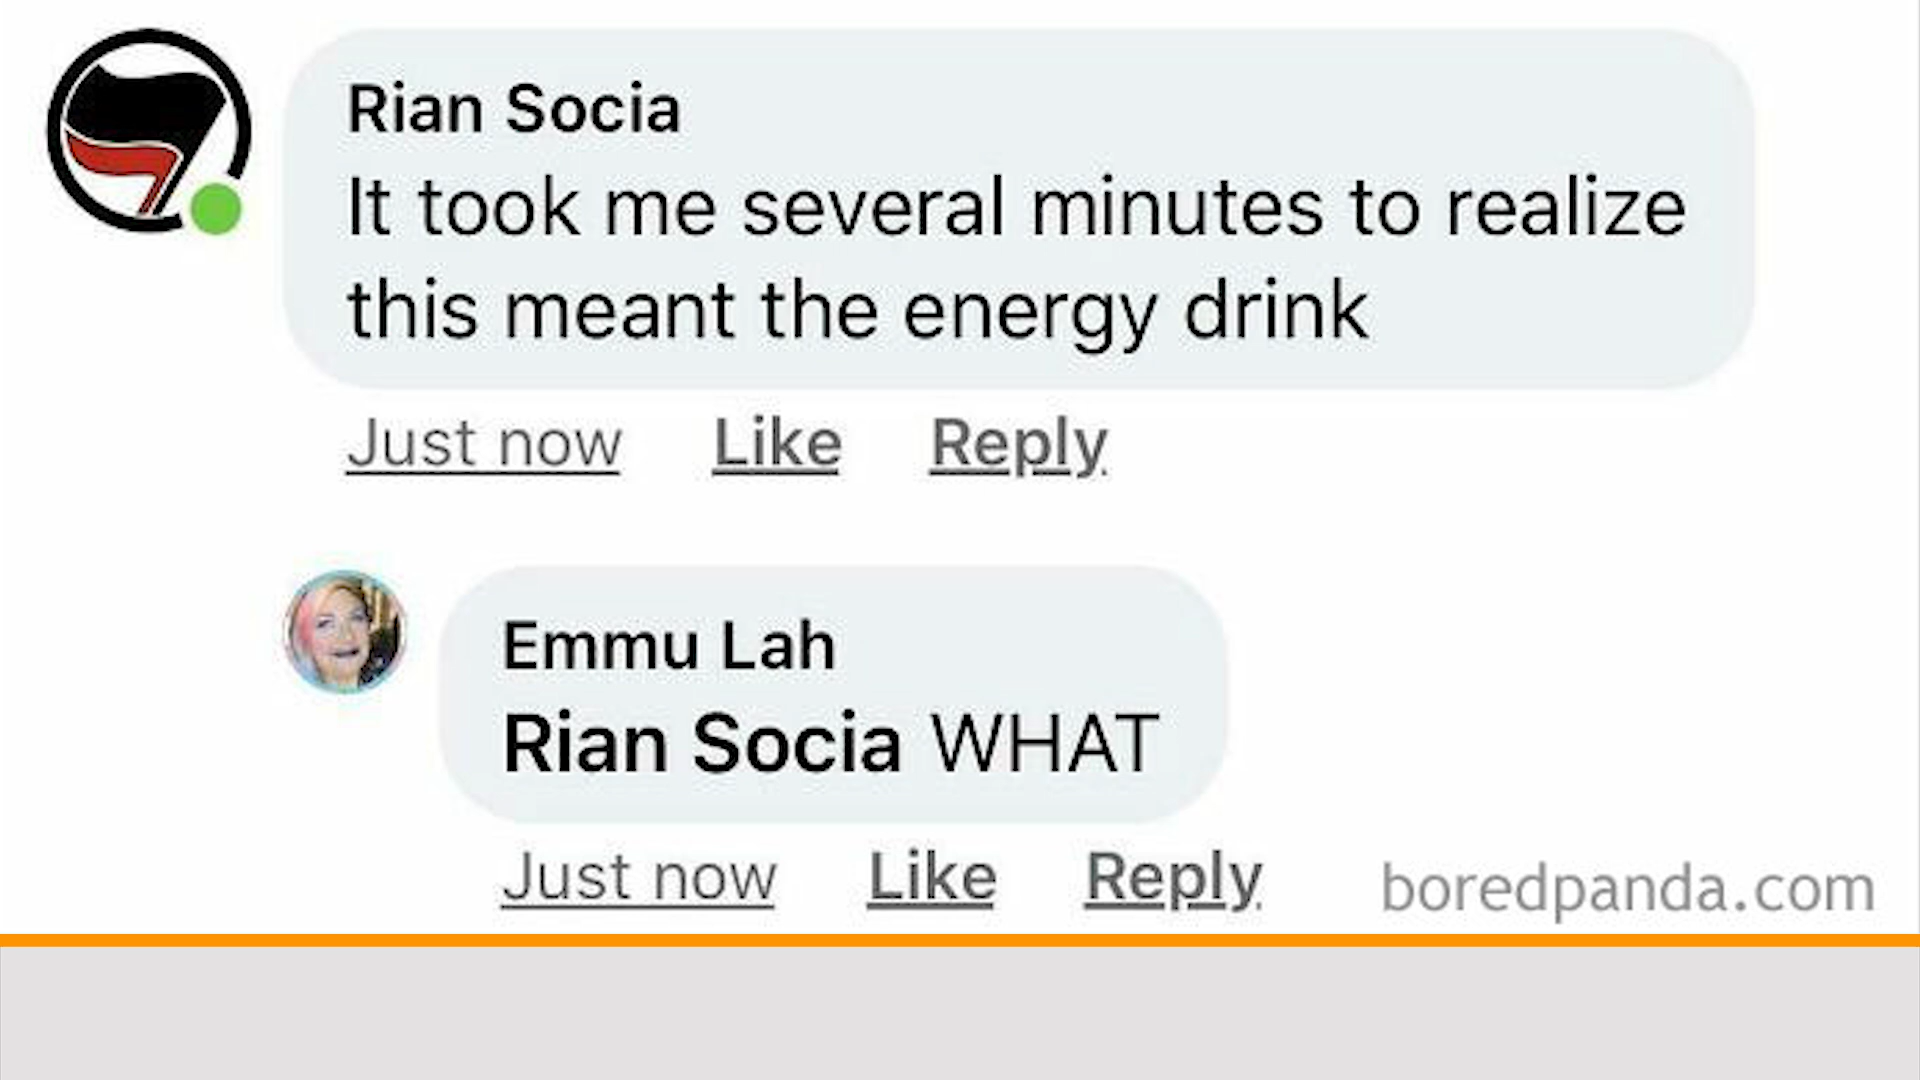 Rian Socia
It took me several minutes to realize
this meant the energy drink
Just now Like Reply
Emmu Lah
Rian Socia WHAT
Just now Like Reply
boredpanda.com